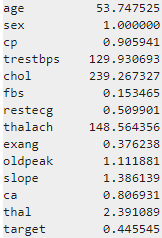 age 53.747525
sex 1.000000
cp 0.905941
trestbps 129.930693
chol 239.267327
fbs 0.153465
restecg 0.509901
thalach 148.564356
exang 0.376238
oldpeak 1.111881
slope 1.386139
ca 0.806931
thal 2.391089
target 0.445545